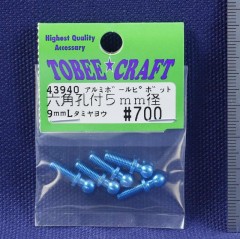 Highest Quality
Accessary
TOBEE★CRAFT
43940 アルミボールピボット
六角孔付5mm径
9mmLタミヤヨウ
#700